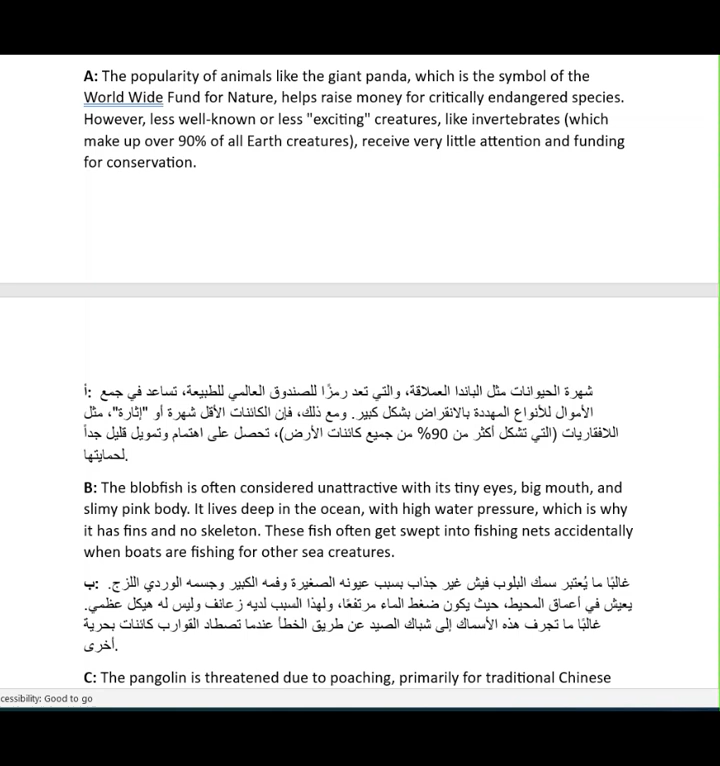 A: The popularity of animals like the giant panda, which is the symbol of the
World Wide Fund for Nature, helps raise money for critically endangered species.
However, less well-known or less "exciting" creatures, like invertebrates (which
make up over 90% of all Earth creatures), receive very little attention and funding
for conservation.
أ: شهرة الحيوانات مثل الباندا العملاقة، والتي تعد رمزًا للصندوق العالمي للطبيعة، تساعد في جمع
الأموال للأنواع المهددة بالانقراض بشكل كبير. ومع ذلك، فإن الكائنات الأقل شهرة أو "إثارة"، مثل
اللافقاريات (التي تشكل أكثر من 90% من جميع كائنات الأرض)، تحصل على اهتمام وتمويل قليل جداً
لحمايتها.
B: The blobfish is often considered unattractive with its tiny eyes, big mouth, and
slimy pink body. It lives deep in the ocean, with high water pressure, which is why
it has fins and no skeleton. These fish often get swept into fishing nets accidentally
when boats are fishing for other sea creatures.
ب: غالبًا ما يُعتبر سمك البلوب فيش غير جذاب بسبب عيونه الصغيرة وفمه الكبير وجسمه الوردي اللزج.
يعيش في أعماق المحيط، حيث يكون ضغط الماء مرتفعًا، ولهذا السبب لديه زعانف وليس له هيكل عظمي.
غالبًا ما تجرف هذه الأسماك إلى شباك الصيد عن طريق الخطأ عندما تصطاد القوارب كائنات بحرية
أخرى.
C: The pangolin is threatened due to poaching, primarily for traditional Chinese
cessibility: Good to go